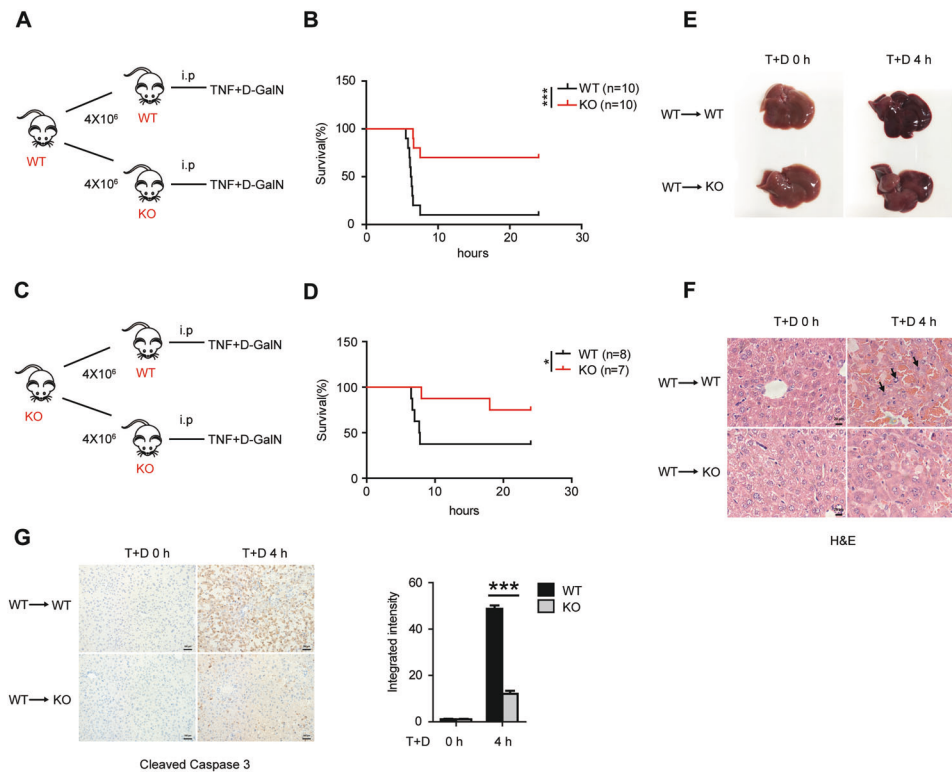 A
WT
4X10⁶
4X10⁶
WT
KO
i.p
i.p
TNF+D-GalN
TNF+D-GalN
B
Survival(%)
150
100
50
0
0
10
20
30
hours
WT (n=10)
KO (n=10)
***
E
T+D 0 h
T+D 4 h
WT→WT
WT→KO
C
KO
4X10⁶
4X10⁶
WT
KO
i.p
i.p
TNF+D-GalN
TNF+D-GalN
D
Survival(%)
150
100
50
0
0
10
20
30
hours
WT (n=8)
KO (n=7)
*
F
T+D 0 h
T+D 4 h
WT→WT
WT→KO
H&E
G
T+D 0 h
T+D 4 h
WT→WT
WT→KO
Cleaved Caspase 3
Integrated intensity
60
40
20
0
***
WT
KO
T+D 0 h 4 h